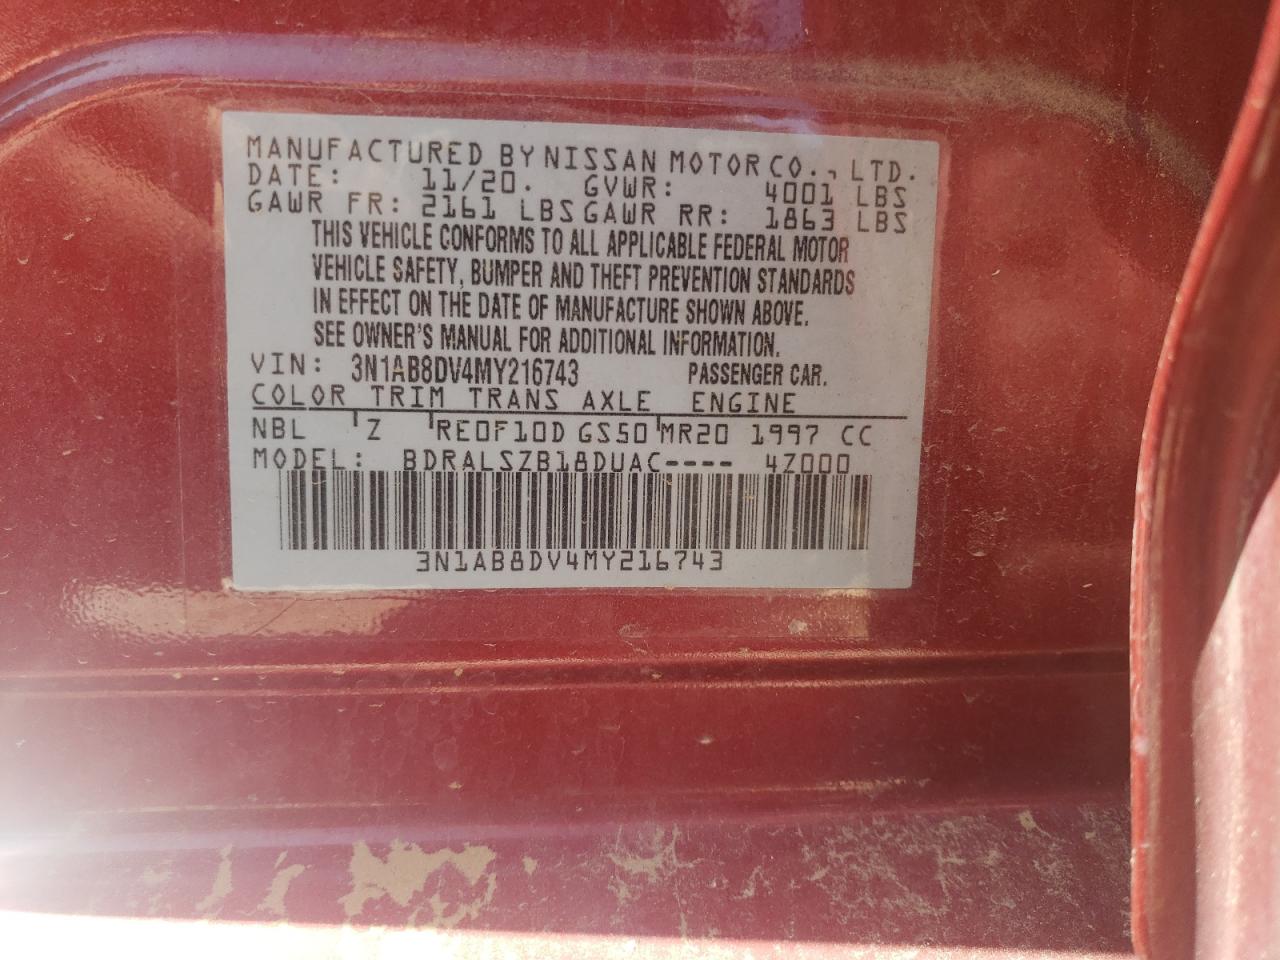 MANUFACTURED BY NISSAN MOTOR CO., LTD.
DATE: 11/20. GVWR: 4001 LBS
GAWR FR: 2161 LBS GAWR RR: 1863 LBS
THIS VEHICLE CONFORMS TO ALL APPLICABLE FEDERAL MOTOR
VEHICLE SAFETY, BUMPER AND THEFT PREVENTION STANDARDS
IN EFFECT ON THE DATE OF MANUFACTURE SHOWN ABOVE.
SEE OWNER'S MANUAL FOR ADDITIONAL INFORMATION.
VIN: 3N1AB8DV4MY216743 PASSENGER CAR.
COLOR TRIM TRANS AXLE ENGINE
NBL Z RE0F10D GS50 MR20 1997 CC
MODEL: BDRALSZB18DUAC---- 4Z000
3N1AB8DV4MY216743